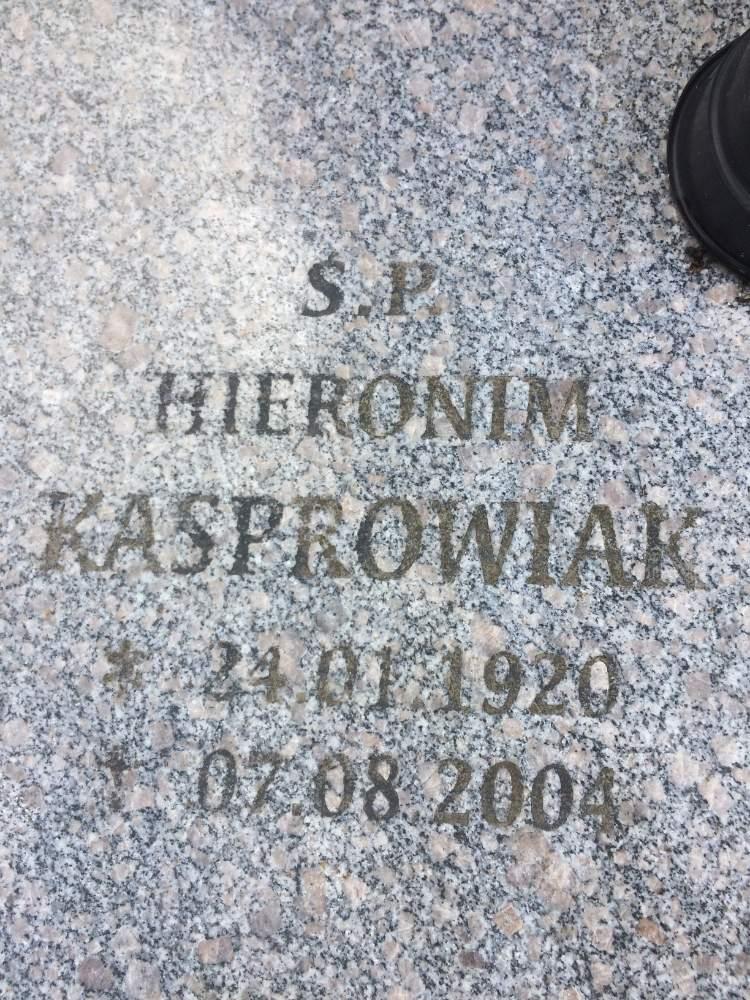 Ś.P.
HIERONIM
KASPROWIAK
* 24.01.1920
† 07.08.2004